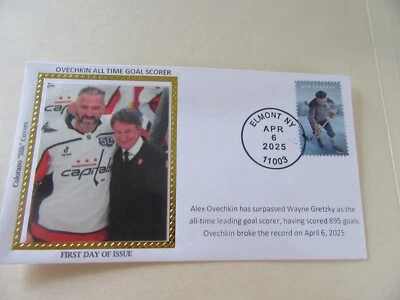 OVECHKIN ALL TIME GOAL SCORER
Colorano "Silk" Covers
capitals
FIRST DAY OF ISSUE
ELMONT NY
APR
6
2025
11003
Alex Ovechkin has surpassed Wayne Gretzky as the
all-time leading goal scorer, having scored 895 goals.
Ovechkin broke the record on April 6, 2025